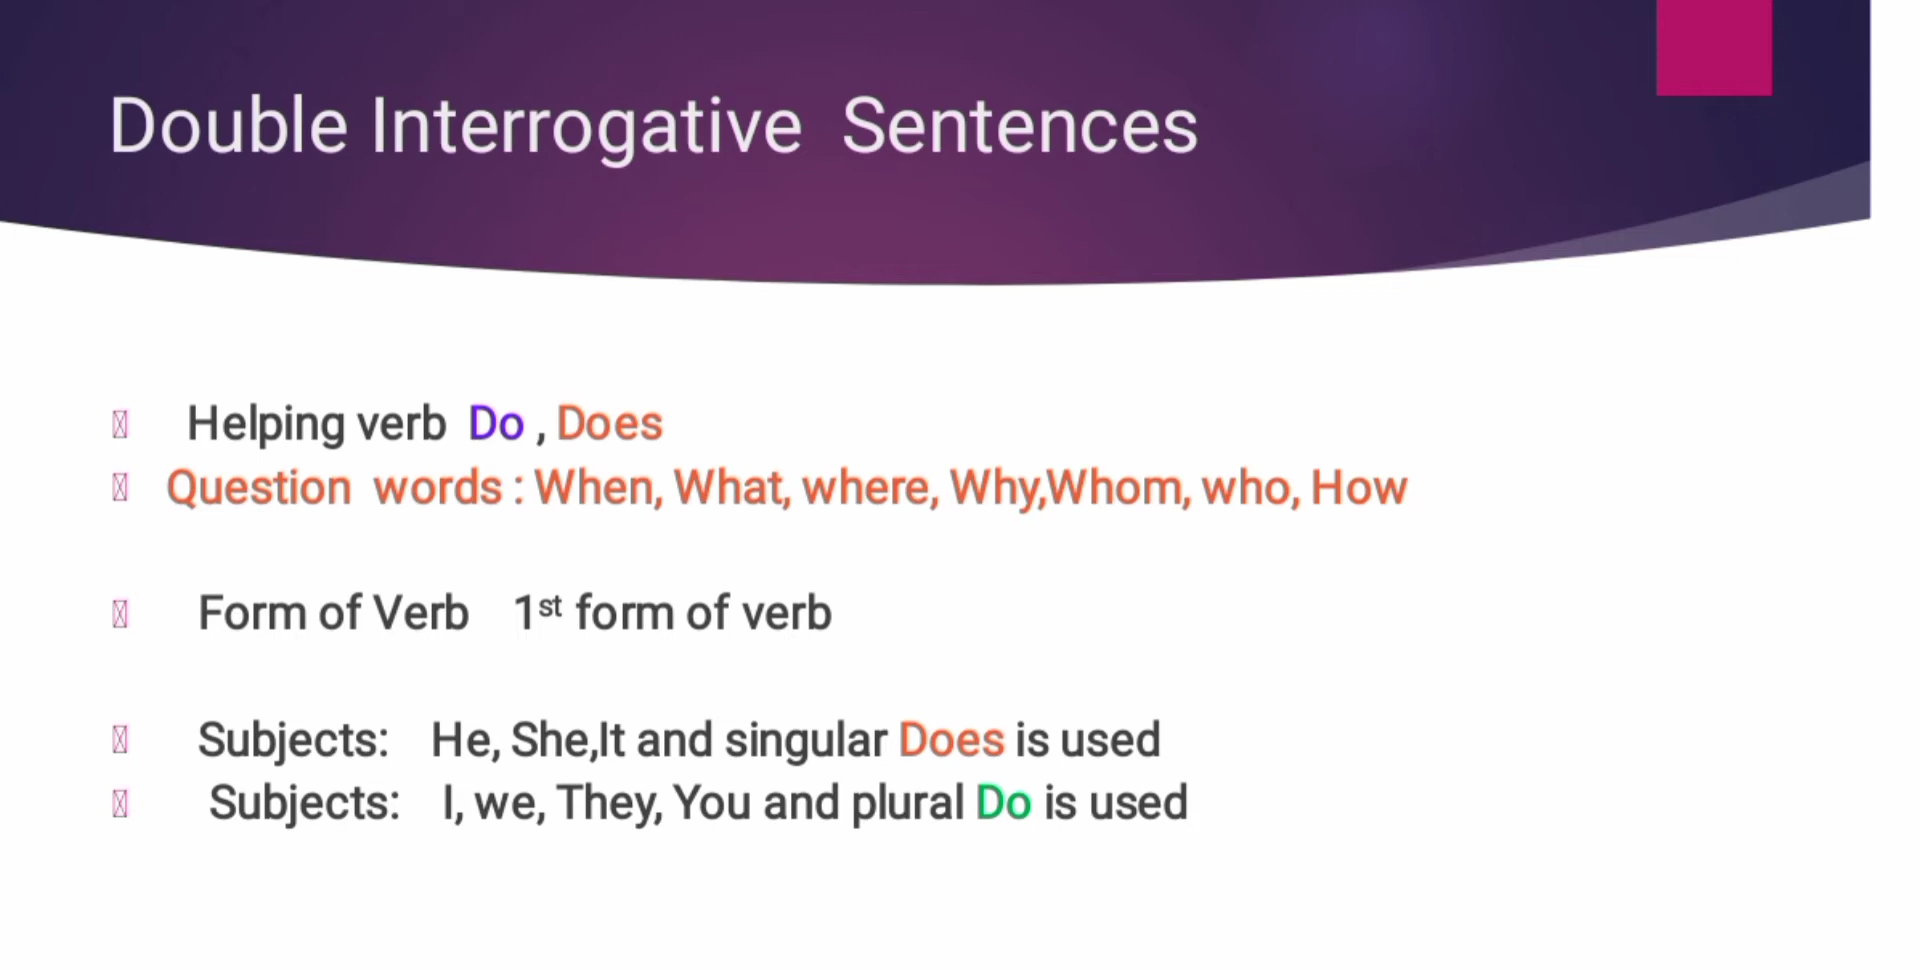 Double Interrogative Sentences
Helping verb Do , Does
Question words : When, What, where, Why,Whom, who, How
Form of Verb 1st form of verb
Subjects: He, She,It and singular Does is used
Subjects: I, we, They, You and plural Do is used